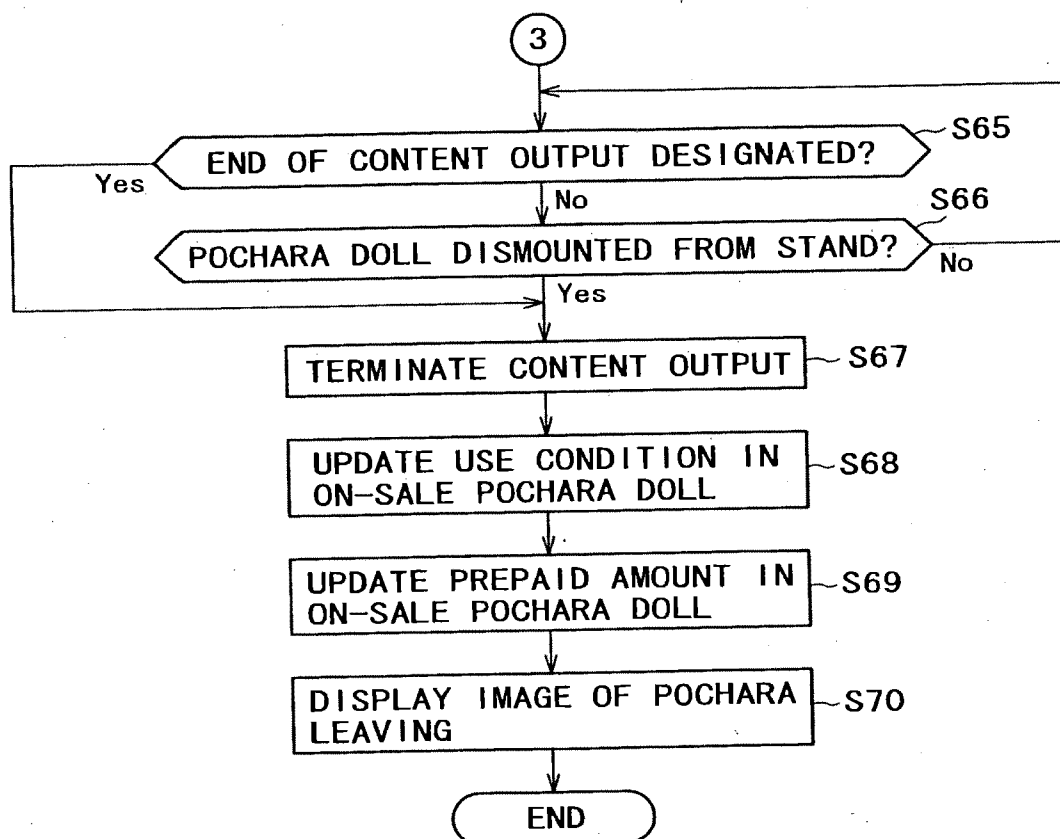 3
END OF CONTENT OUTPUT DESIGNATED?
S65
Yes
No
S66
POCHARA DOLL DISMOUNTED FROM STAND?
No
Yes
TERMINATE CONTENT OUTPUT
S67
UPDATE USE CONDITION IN
ON-SALE POCHARA DOLL
S68
UPDATE PREPAID AMOUNT IN
ON-SALE POCHARA DOLL
S69
DISPLAY IMAGE OF POCHARA
LEAVING
S70
END